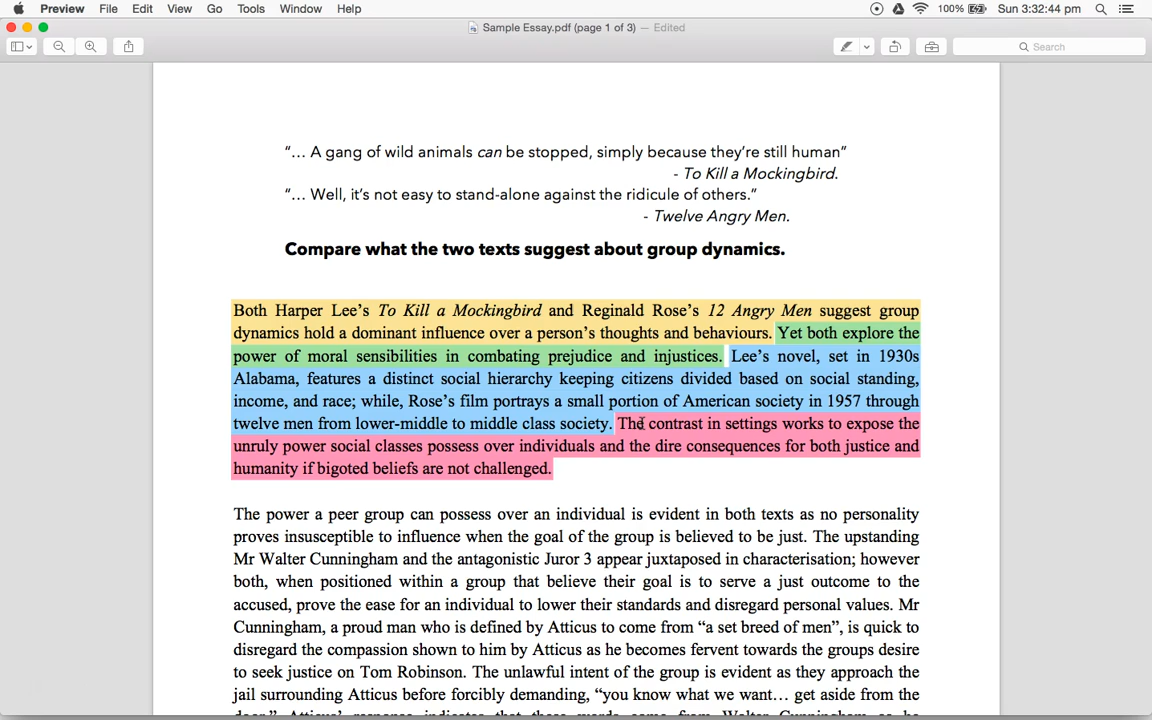 Preview File Edit View Go Tools Window Help 100% Sun 3:32:44 pm
Sample Essay.pdf (page 1 of 3) — Edited
Search
“… A gang of wild animals can be stopped, simply because they’re still human”
- To Kill a Mockingbird.
“… Well, it’s not easy to stand-alone against the ridicule of others.”
- Twelve Angry Men.
Compare what the two texts suggest about group dynamics.
Both Harper Lee’s To Kill a Mockingbird and Reginald Rose’s 12 Angry Men suggest group
dynamics hold a dominant influence over a person’s thoughts and behaviours. Yet both explore the
power of moral sensibilities in combating prejudice and injustices. Lee’s novel, set in 1930s
Alabama, features a distinct social hierarchy keeping citizens divided based on social standing,
income, and race; while, Rose’s film portrays a small portion of American society in 1957 through
twelve men from lower-middle to middle class society. The contrast in settings works to expose the
unruly power social classes possess over individuals and the dire consequences for both justice and
humanity if bigoted beliefs are not challenged.
The power a peer group can possess over an individual is evident in both texts as no personality
proves insusceptible to influence when the goal of the group is believed to be just. The upstanding
Mr Walter Cunningham and the antagonistic Juror 3 appear juxtaposed in characterisation; however
both, when positioned within a group that believe their goal is to serve a just outcome to the
accused, prove the ease for an individual to lower their standards and disregard personal values. Mr
Cunningham, a proud man who is defined by Atticus to come from “a set breed of men”, is quick to
disregard the compassion shown to him by Atticus as he becomes fervent towards the groups desire
to seek justice on Tom Robinson. The unlawful intent of the group is evident as they approach the
jail surrounding Atticus before forcibly demanding, “you know what we want… get aside from the
door.” Atticus’ response indicates that these words come from Walter Cunningham as he